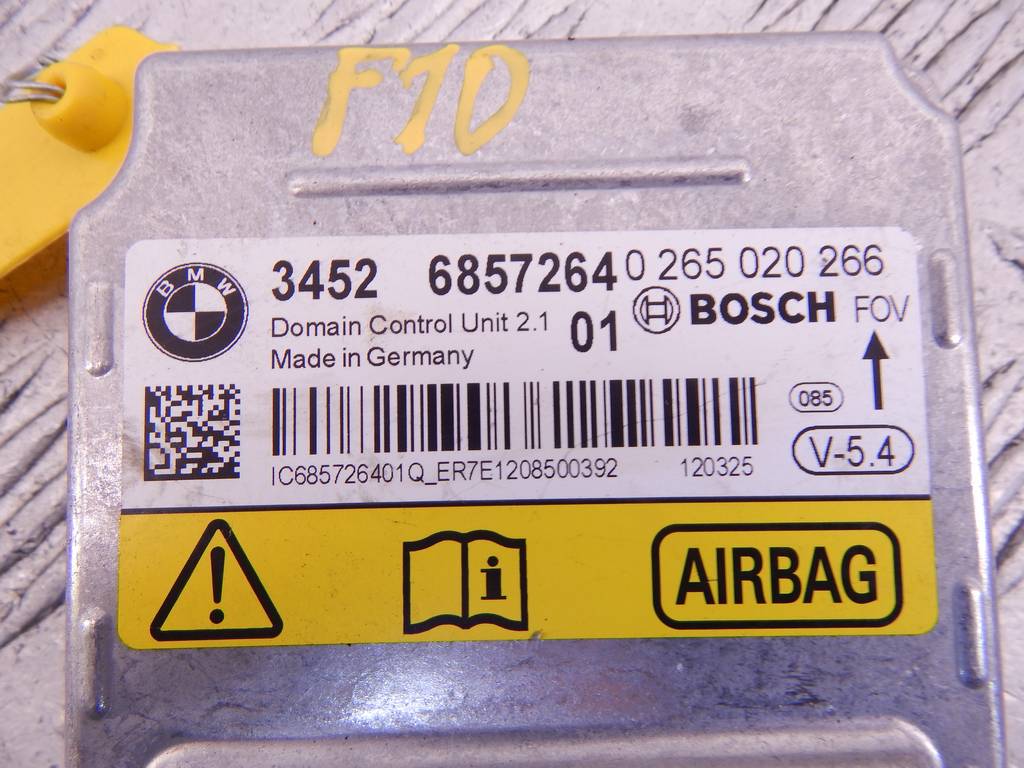 F10
BMW
3452 6857264 0 265 020 266
Domain Control Unit 2.1 01 BOSCH FOV
Made in Germany
085
V-5.4
IC685726401Q_ER7E1208500392 120325
i
AIRBAG